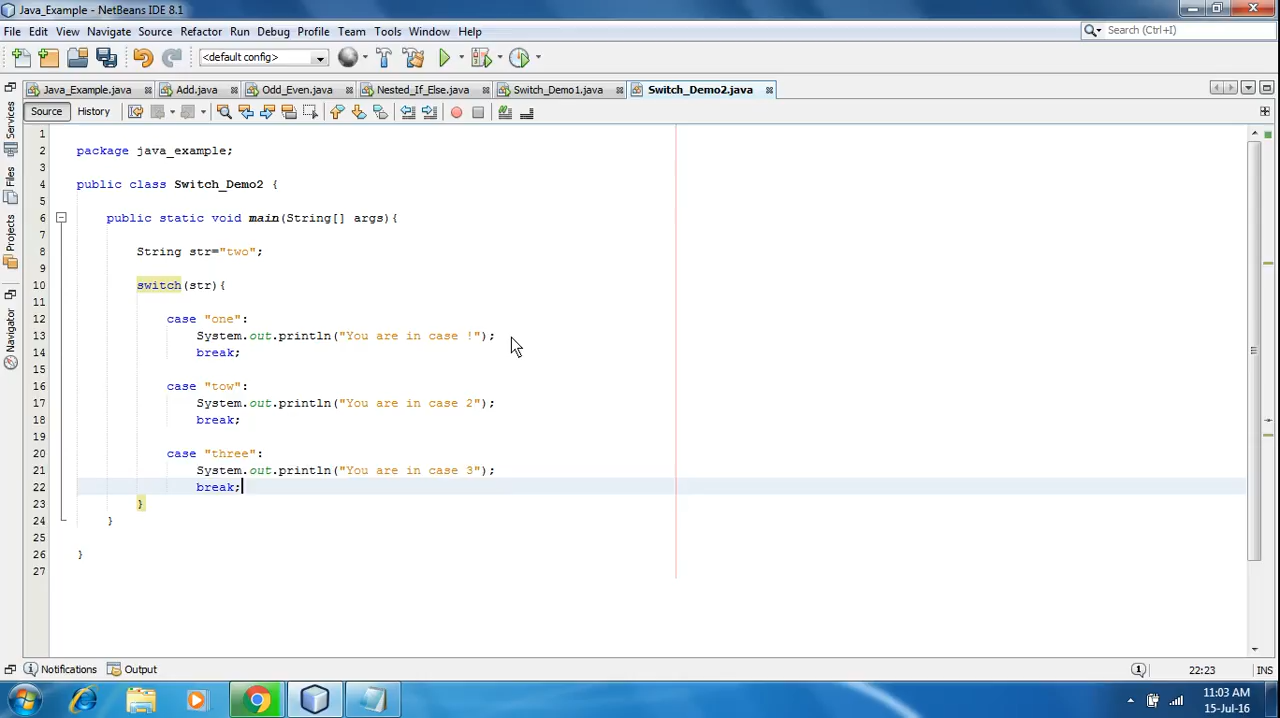 Java_Example - NetBeans IDE 8.1
File Edit View Navigate Source Refactor Run Debug Profile Team Tools Window Help
Search (Ctrl+I)
<default config>
Java_Example.java Add.java Odd_Even.java Nested_If_Else.java Switch_Demo1.java Switch_Demo2.java
Source History
Services
Files
Projects
Navigator
1
2 package java_example;
3
4 public class Switch_Demo2 {
5
6 public static void main(String[] args){
7
8 String str="two";
9
10 switch(str){
11
12 case "one":
13 System.out.println("You are in case !");
14 break;
15
16 case "tow":
17 System.out.println("You are in case 2");
18 break;
19
20 case "three":
21 System.out.println("You are in case 3");
22 break;
23 }
24 }
25
26 }
27
Notifications Output
1 22:23 INS
11:03 AM
15-Jul-16